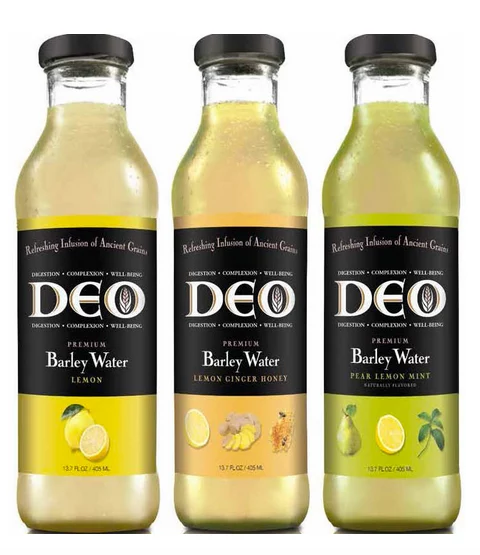 Refreshing Infusion of Ancient Grains
DIGESTION • COMPLEXION • WELL-BEING
DEO
DIGESTION • COMPLEXION • WELL-BEING
PREMIUM
Barley Water
LEMON
13.7 FL.OZ / 405 ML
Refreshing Infusion of Ancient Grains
DIGESTION • COMPLEXION • WELL-BEING
DEO
DIGESTION • COMPLEXION • WELL-BEING
PREMIUM
Barley Water
LEMON GINGER HONEY
13.7 FL.OZ / 405 ML
Refreshing Infusion of Ancient Grains
DIGESTION • COMPLEXION • WELL-BEING
DEO
DIGESTION • COMPLEXION • WELL-BEING
PREMIUM
Barley Water
PEAR LEMON MINT
NATURALLY FLAVORED
13.7 FL.OZ / 405 ML